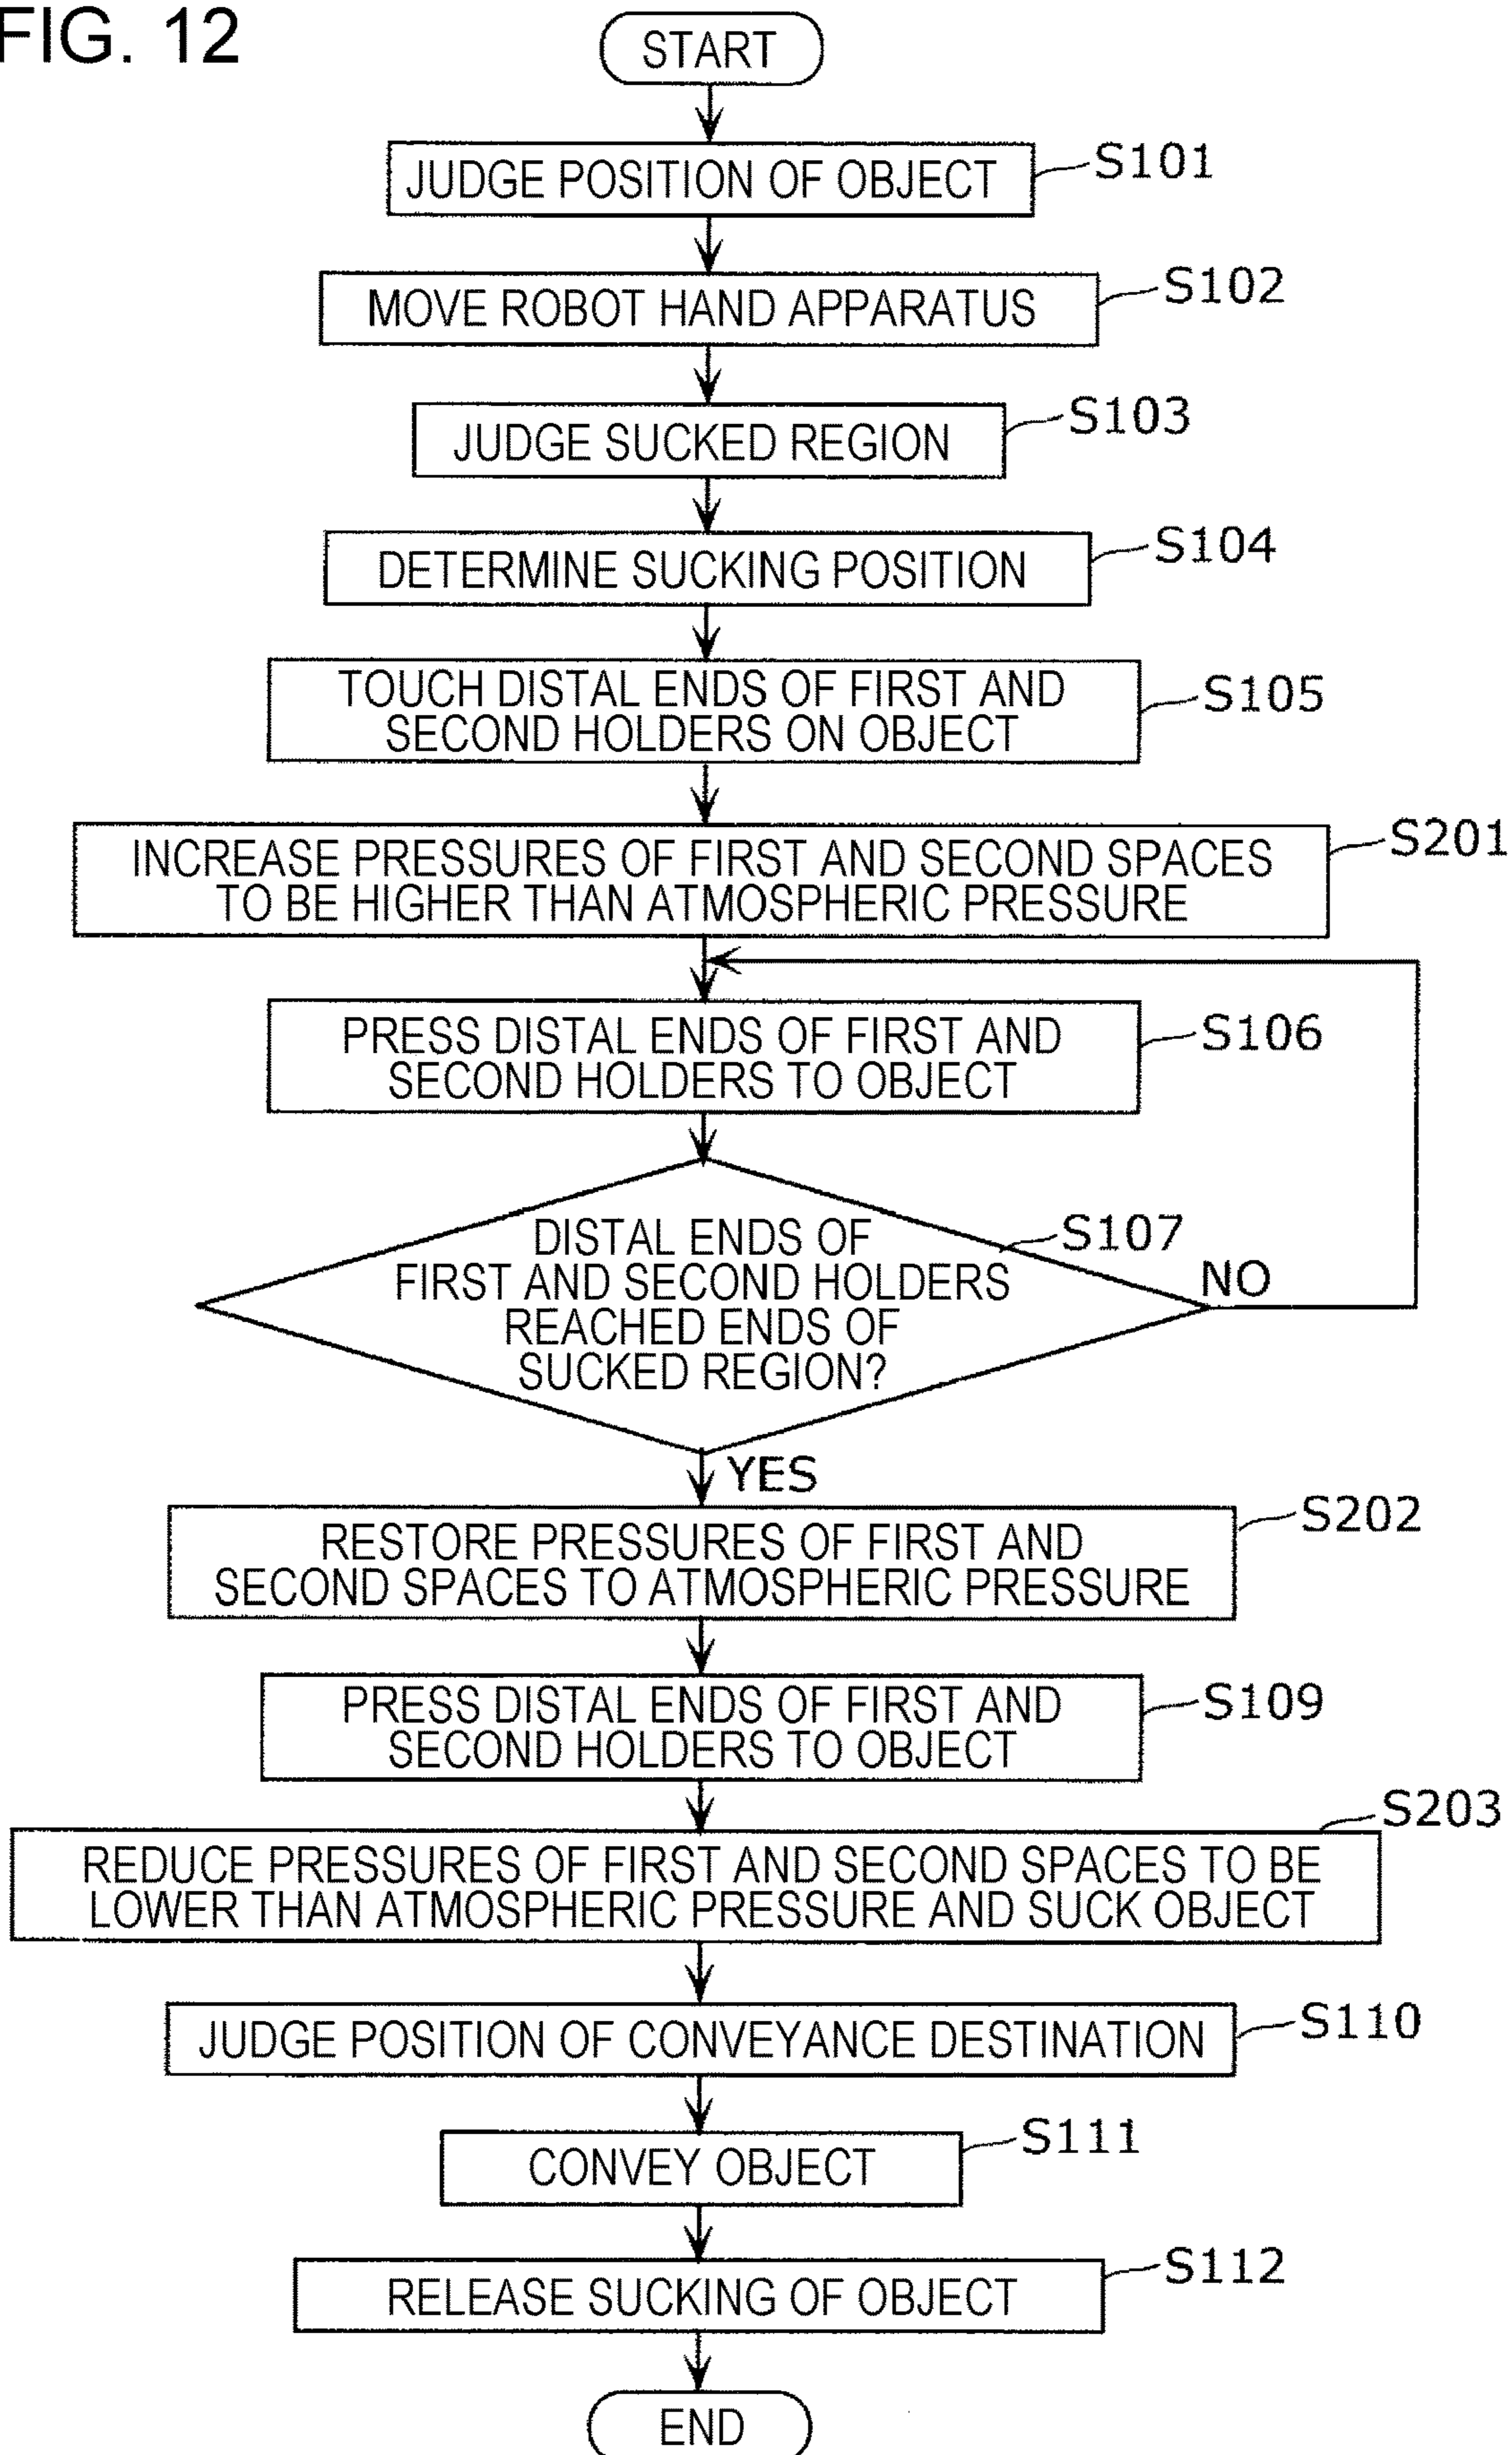 FIG. 12
START
JUDGE POSITION OF OBJECT
S101
MOVE ROBOT HAND APPARATUS
S102
JUDGE SUCKED REGION
S103
DETERMINE SUCKING POSITION
S104
TOUCH DISTAL ENDS OF FIRST AND
SECOND HOLDERS ON OBJECT
S105
INCREASE PRESSURES OF FIRST AND SECOND SPACES
TO BE HIGHER THAN ATMOSPHERIC PRESSURE
S201
PRESS DISTAL ENDS OF FIRST AND
SECOND HOLDERS TO OBJECT
S106
DISTAL ENDS OF
FIRST AND SECOND HOLDERS
REACHED ENDS OF
SUCKED REGION?
S107
NO
YES
RESTORE PRESSURES OF FIRST AND
SECOND SPACES TO ATMOSPHERIC PRESSURE
S202
PRESS DISTAL ENDS OF FIRST AND
SECOND HOLDERS TO OBJECT
S109
REDUCE PRESSURES OF FIRST AND SECOND SPACES TO BE
LOWER THAN ATMOSPHERIC PRESSURE AND SUCK OBJECT
S203
JUDGE POSITION OF CONVEYANCE DESTINATION
S110
CONVEY OBJECT
S111
RELEASE SUCKING OF OBJECT
S112
END